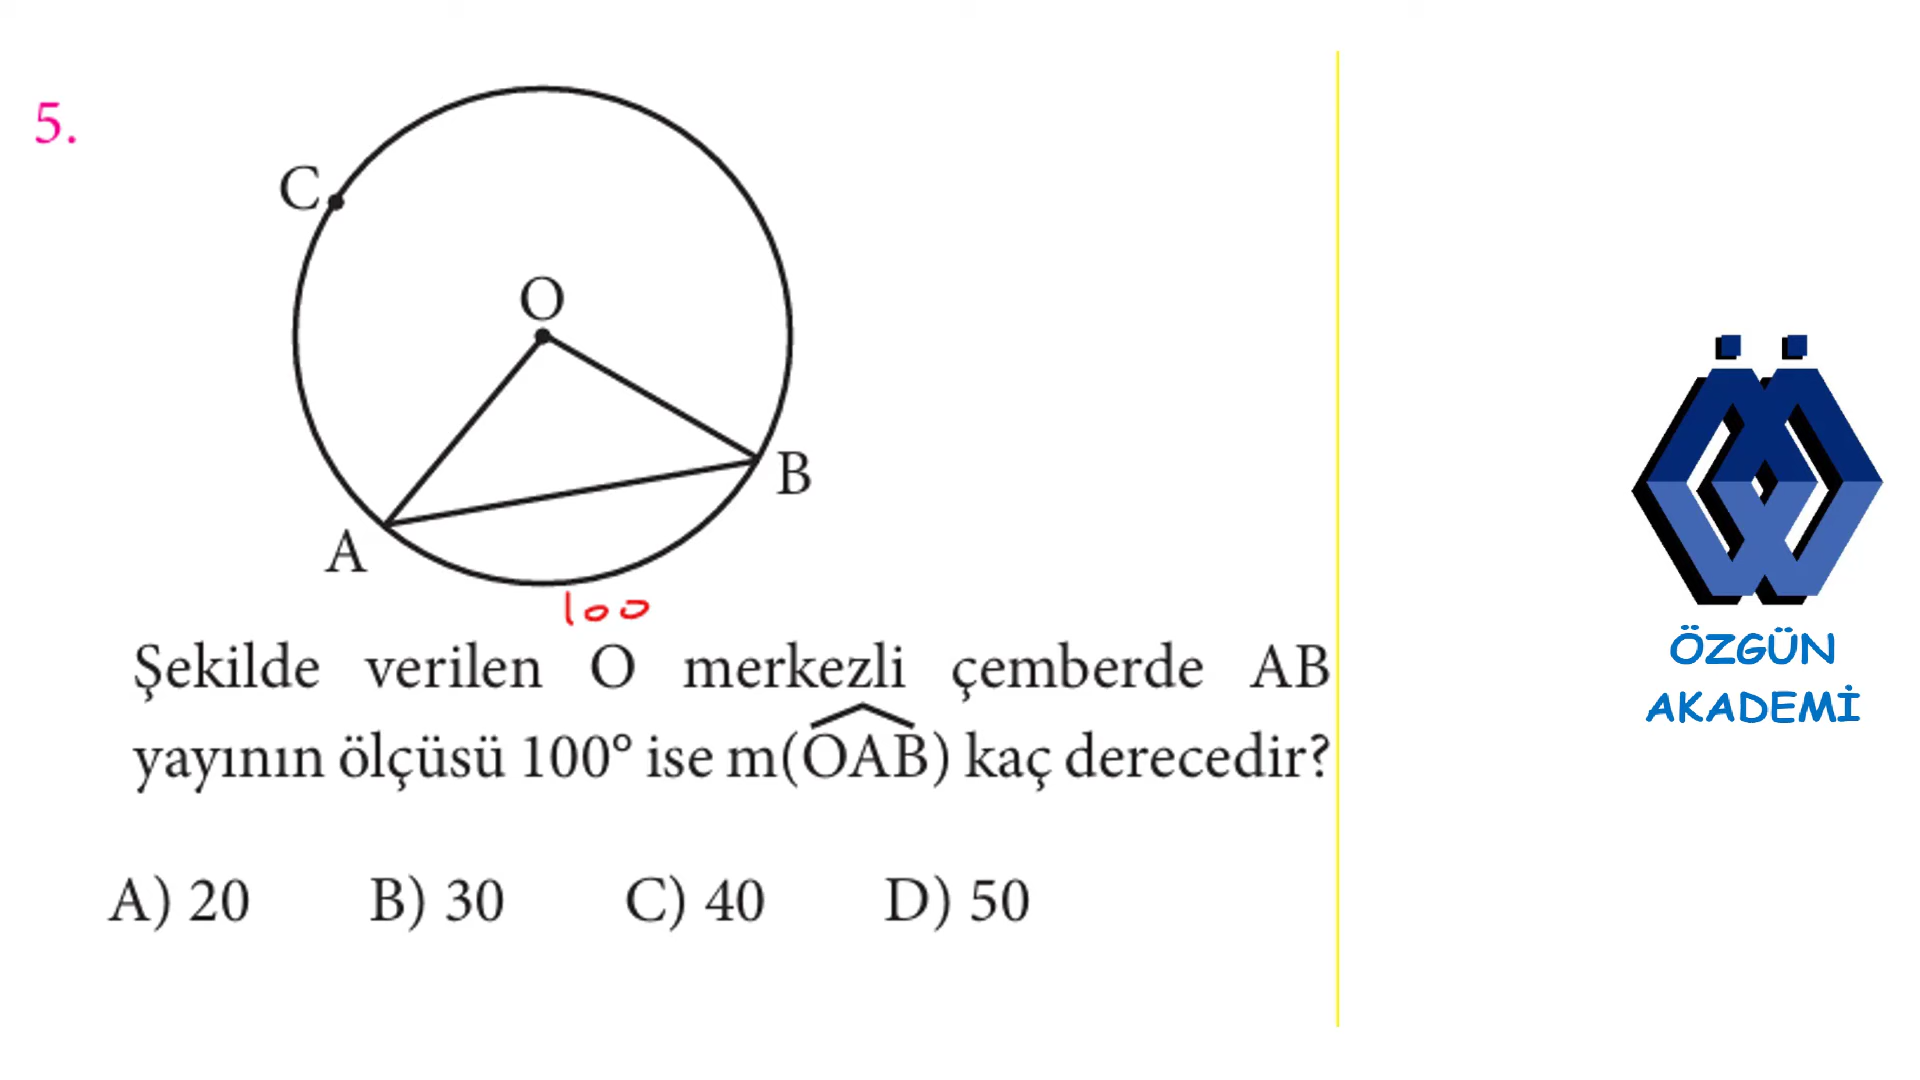 5.
C
O
B
A
100
Şekilde verilen O merkezli çemberde AB
yayının ölçüsü 100° ise m(OAB) kaç derecedir?
A) 20 B) 30 C) 40 D) 50
ÖZGÜN
AKADEMİ